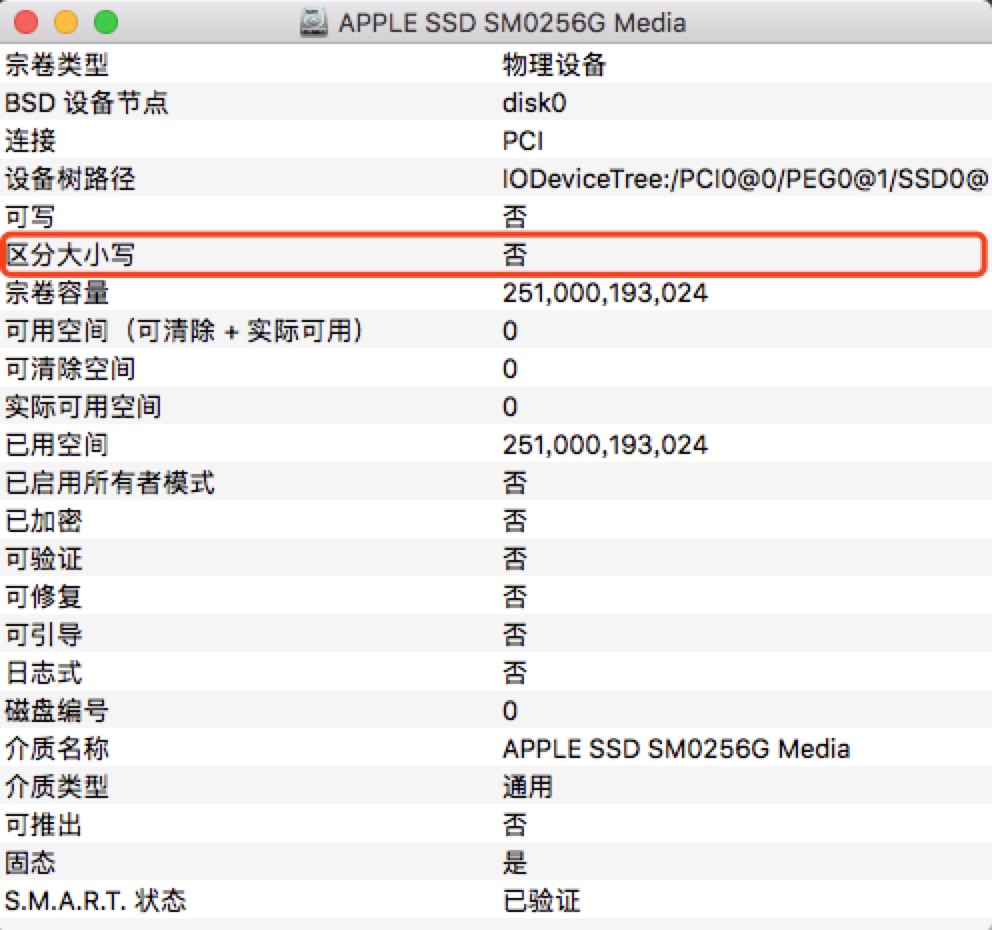 APPLE SSD SM0256G Media
宗卷类型 物理设备
BSD 设备节点 disk0
连接 PCI
设备树路径 IODeviceTree:/PCI0@0/PEG0@1/SSD0@
可写 否
区分大小写 否
宗卷容量 251,000,193,024
可用空间（可清除 + 实际可用） 0
可清除空间 0
实际可用空间 0
已用空间 251,000,193,024
已启用所有者模式 否
已加密 否
可验证 否
可修复 否
可引导 否
日志式 否
磁盘编号 0
介质名称 APPLE SSD SM0256G Media
介质类型 通用
可推出 否
固态 是
S.M.A.R.T. 状态 已验证